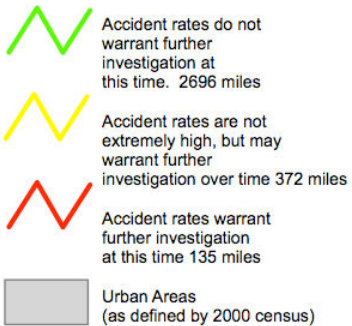 Accident rates do not
warrant further
investigation at
this time.  2696 miles
Accident rates are not
extremely high, but may
warrant further
investigation over time 372 miles
Accident rates warrant
further investigation
at this time 135 miles
Urban Areas
(as defined by 2000 census)